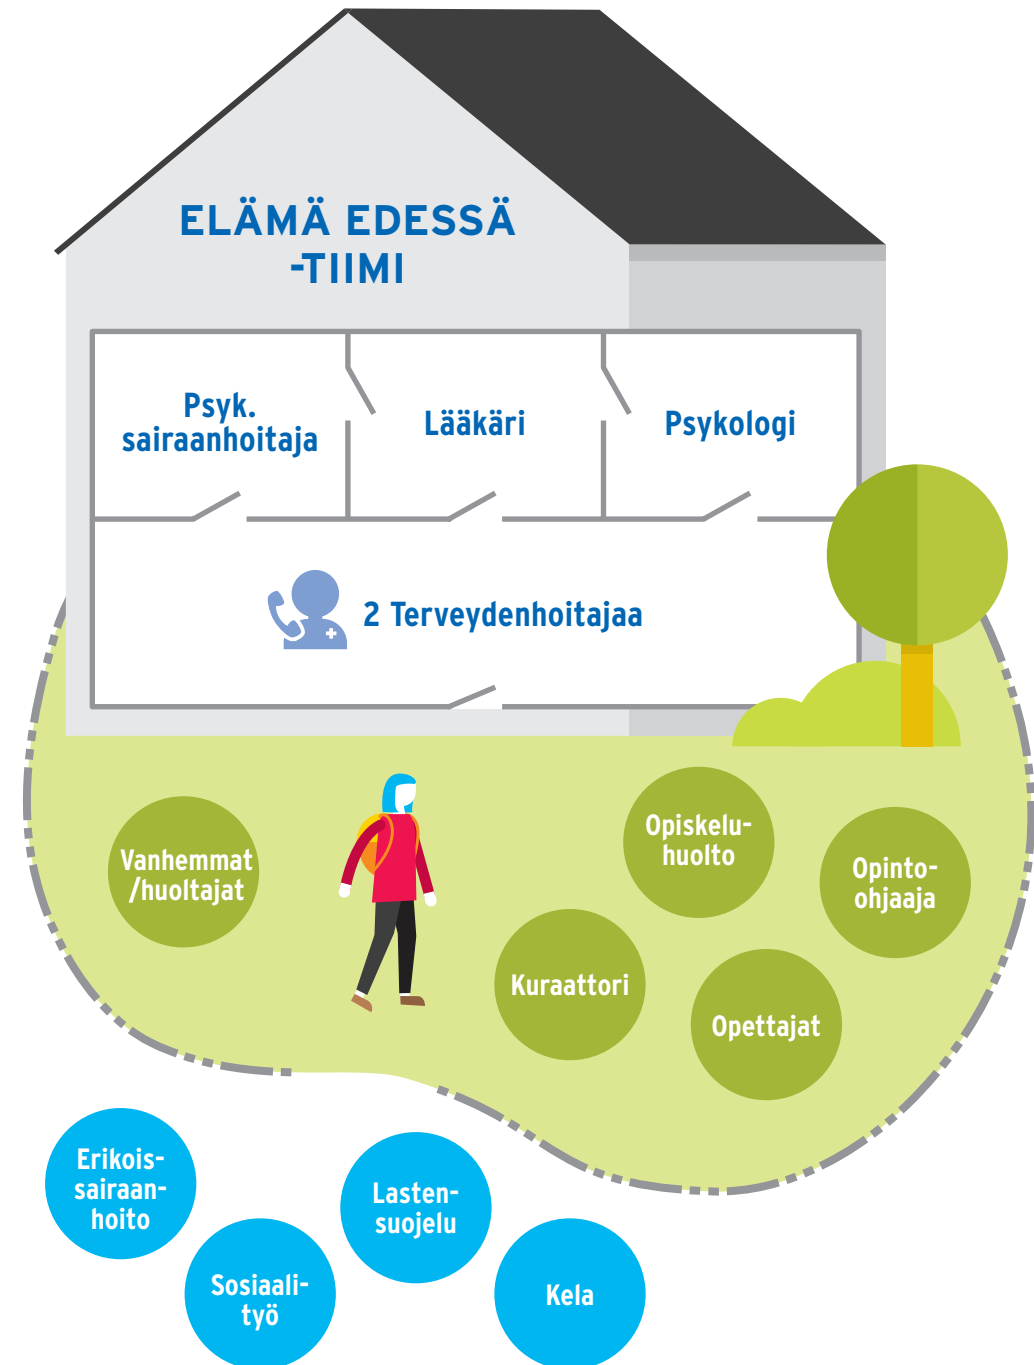 ELÄMÄ EDESSÄ
-TIIMI
Psyk.
sairaanhoitaja
Lääkäri
Psykologi
2 Terveydenhoitajaa
Vanhemmat
/huoltajat
Opiskelu-
huolto
Opinto-
ohjaaja
Kuraattori
Opettajat
Erikois-
sairaan-
hoito
Lasten-
suojelu
Sosiaali-
työ
Kela